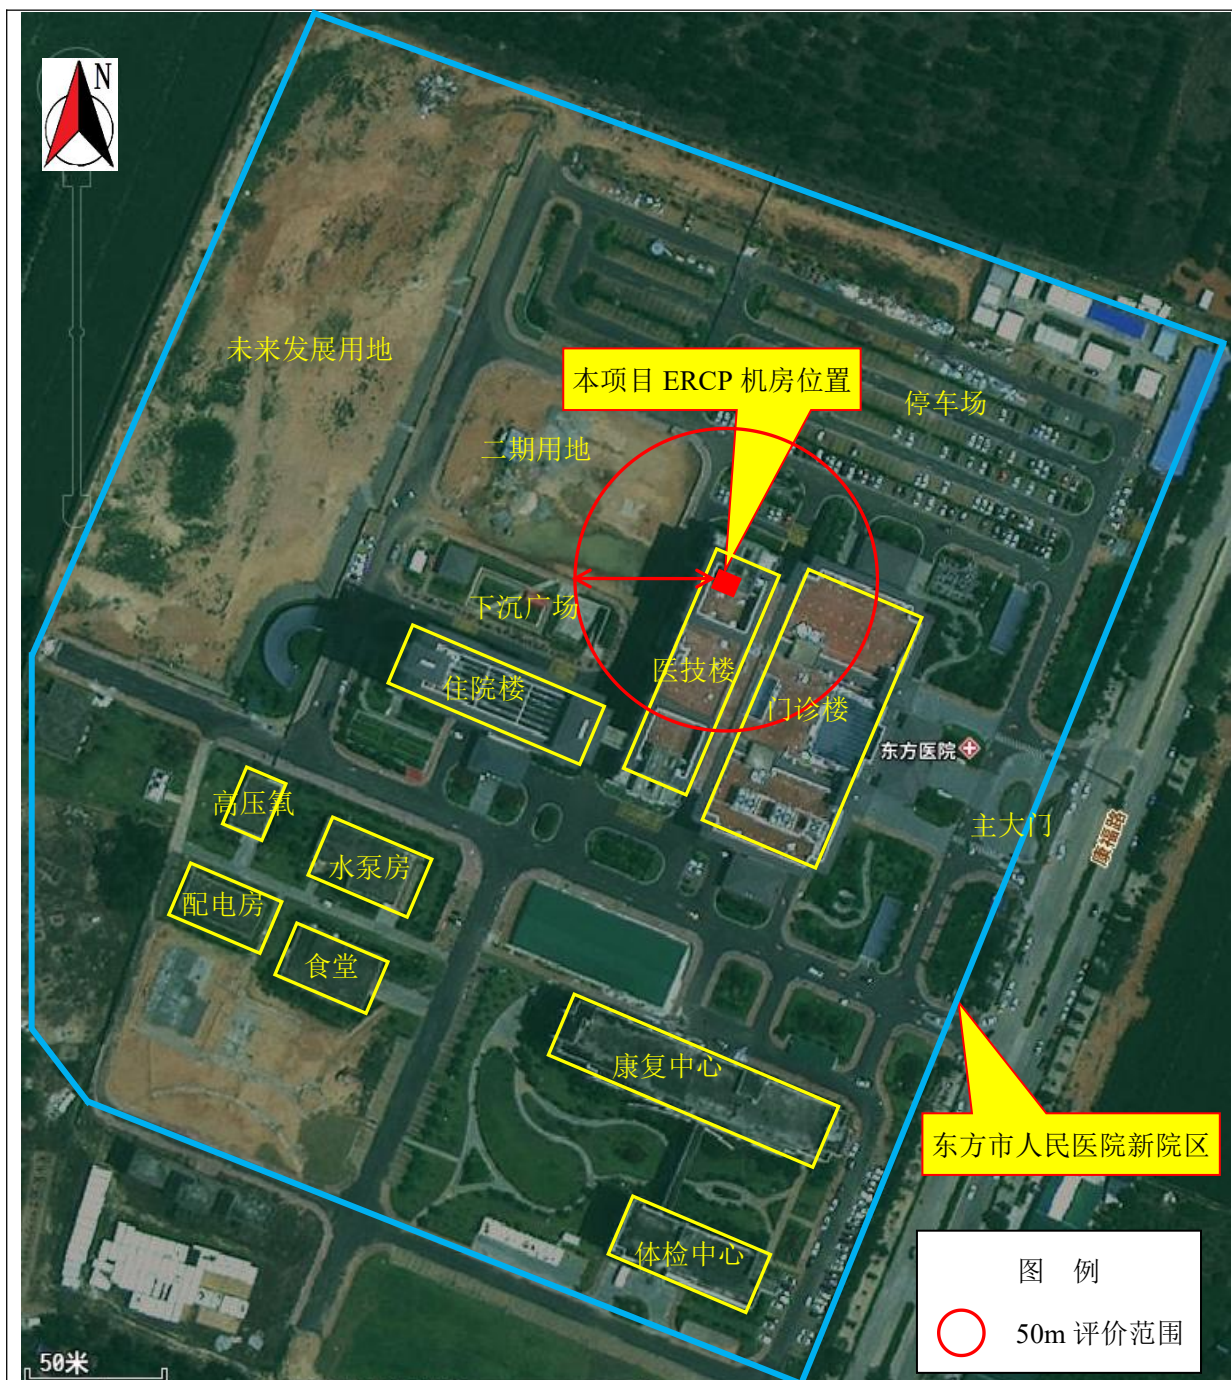 N
未来发展用地
本项目 ERCP 机房位置
停车场
二期用地
下沉广场
医技楼
住院楼
门诊楼
东方医院
高压氧
主大门
康福路
水泵房
配电房
食堂
康复中心
东方市人民医院新院区
体检中心
图 例
50m 评价范围
50米